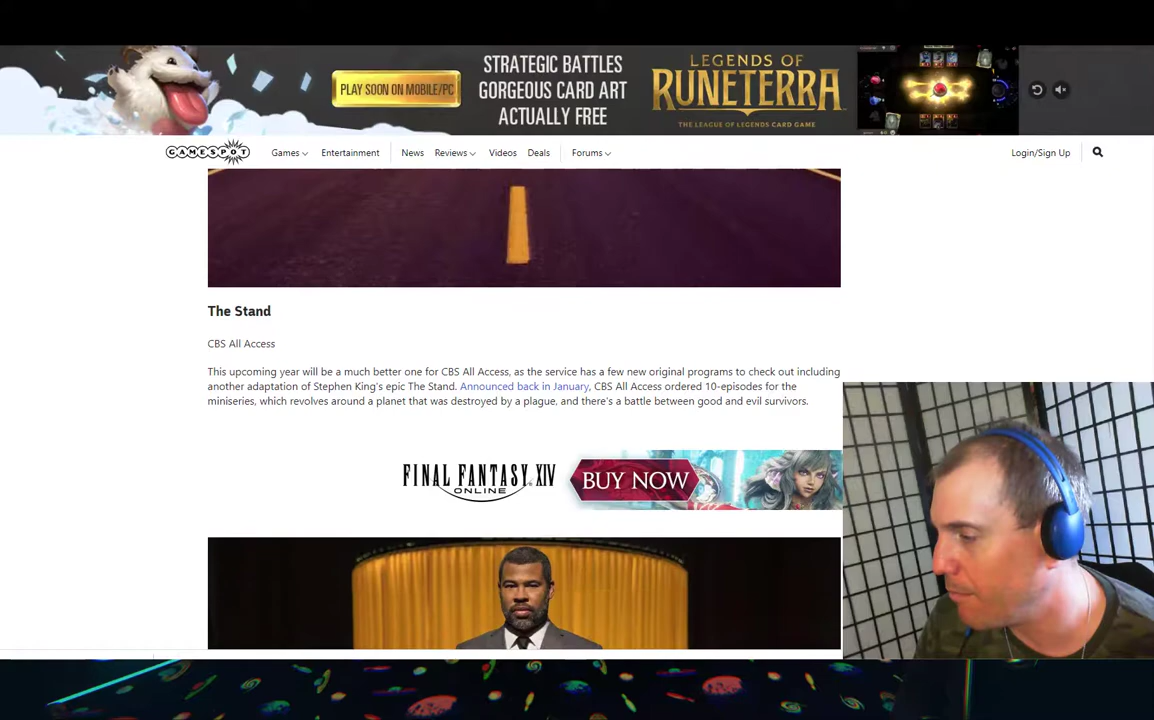 STRATEGIC BATTLES
GORGEOUS CARD ART
ACTUALLY FREE
PLAY SOON ON MOBILE/PC
LEGENDS OF
RUNETERRA
THE LEAGUE OF LEGENDS CARD GAME
GAMESPOT
Games
Entertainment
News
Reviews
Videos
Deals
Forums
Login/Sign Up
The Stand
CBS All Access
This upcoming year will be a much better one for CBS All Access, as the service has a few new original programs to check out including
another adaptation of Stephen King's epic The Stand. Announced back in January, CBS All Access ordered 10-episodes for the
miniseries, which revolves around a planet that was destroyed by a plague, and there's a battle between good and evil survivors.
FINAL FANTASY XIV
ONLINE
BUY NOW